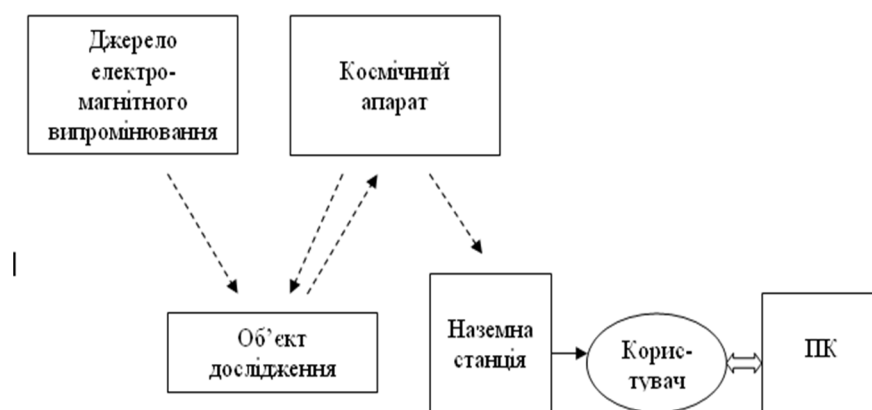 Джерело
електро-
магнітного
випромінювання
Космічний
апарат
Об’єкт
дослідження
Наземна
станція
Корис-
тувач
ПК